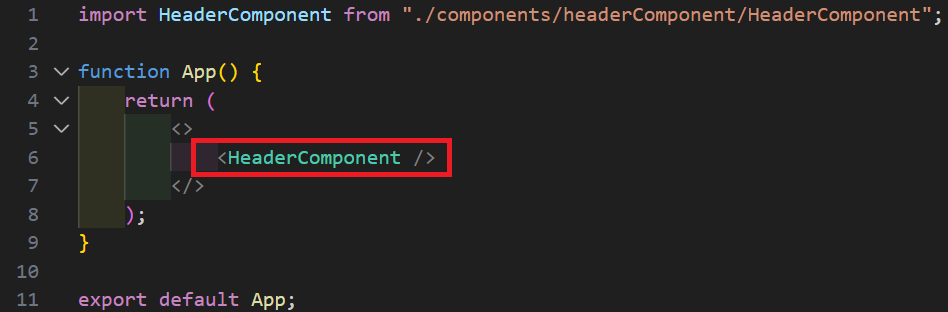 1 import HeaderComponent from "./components/headerComponent/HeaderComponent";
2
3 function App() {
4 return (
5 <>
6 <HeaderComponent />
7 </>
8 );
9 }
10
11 export default App;